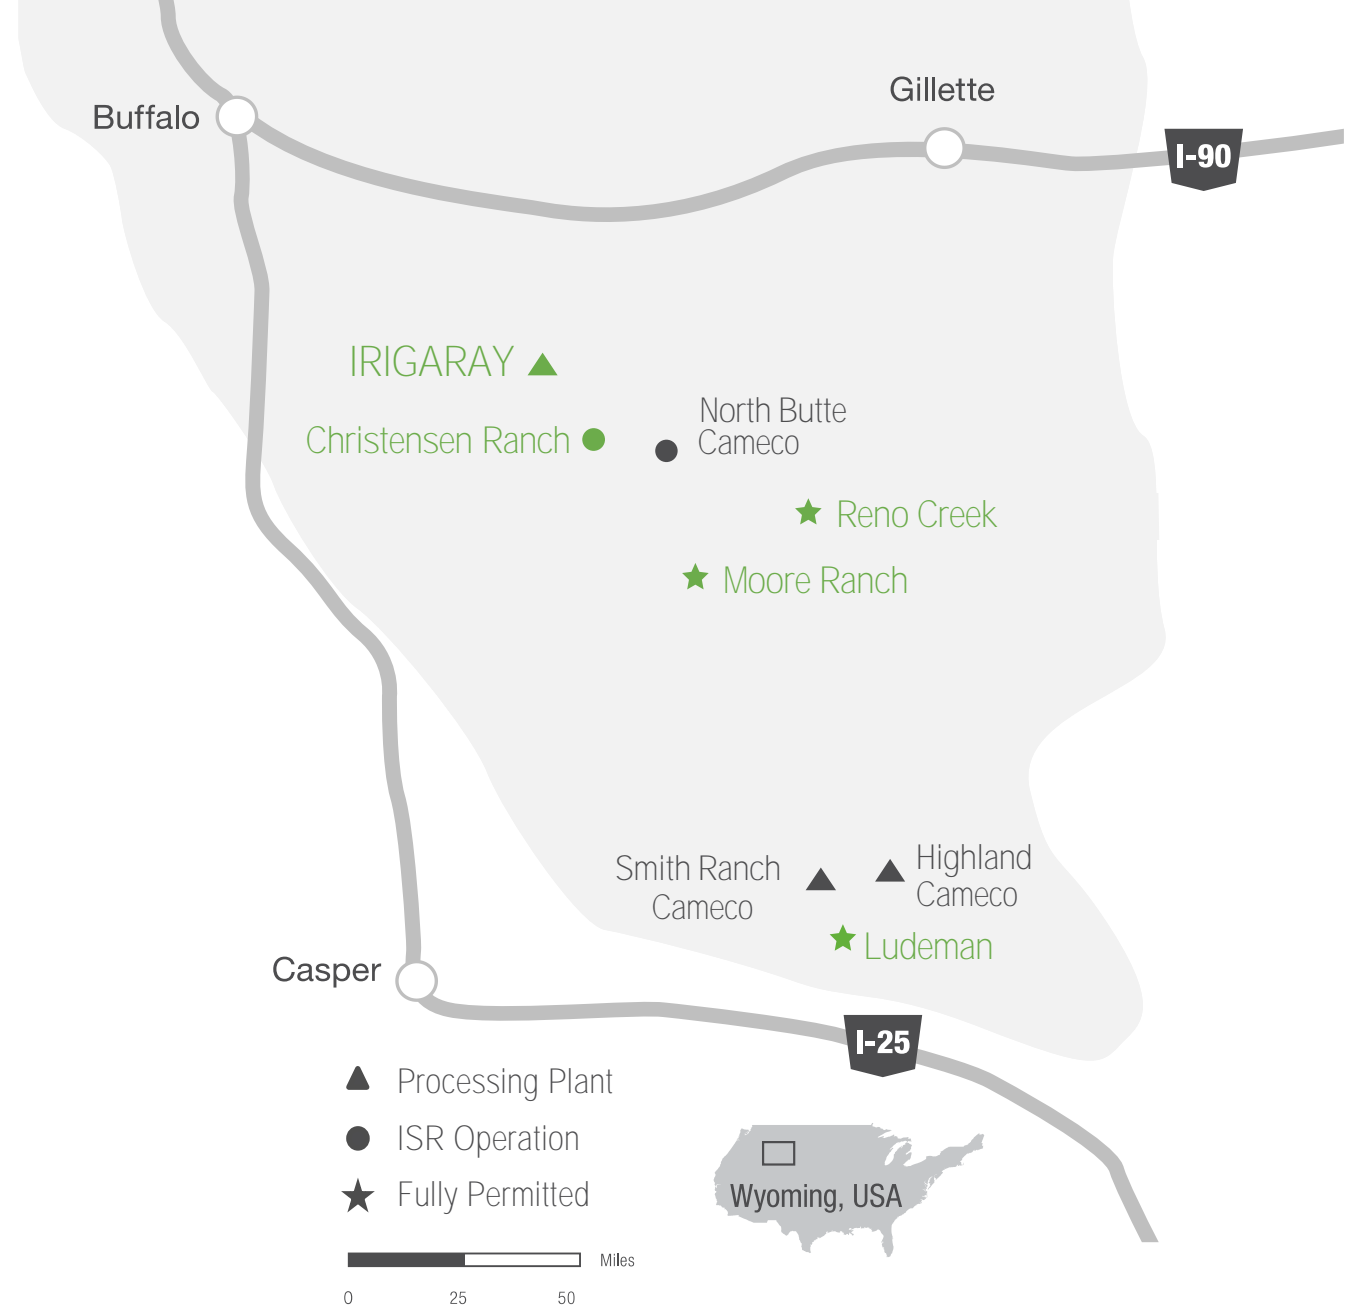 Gillette
Buffalo
I-90
IRIGARAY
North Butte
Cameco
Christensen Ranch
Reno Creek
Moore Ranch
Smith Ranch
Cameco
Highland
Cameco
Ludeman
Casper
I-25
Processing Plant
ISR Operation
Fully Permitted
Wyoming, USA
Miles
0 25 50